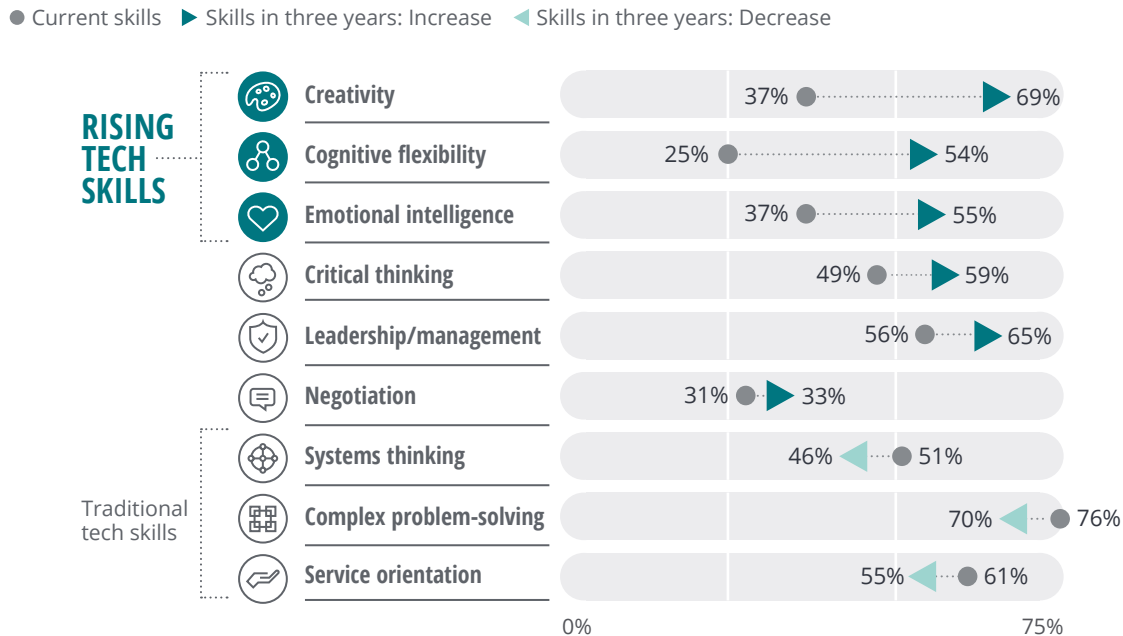 Current skills Skills in three years: Increase Skills in three years: Decrease
RISING
TECH
SKILLS
Creativity 37% 69%
Cognitive flexibility 25% 54%
Emotional intelligence 37% 55%
Critical thinking 49% 59%
Leadership/management 56% 65%
Negotiation 31% 33%
Traditional
tech skills
Systems thinking 46% 51%
Complex problem-solving 70% 76%
Service orientation 55% 61%
0% 75%